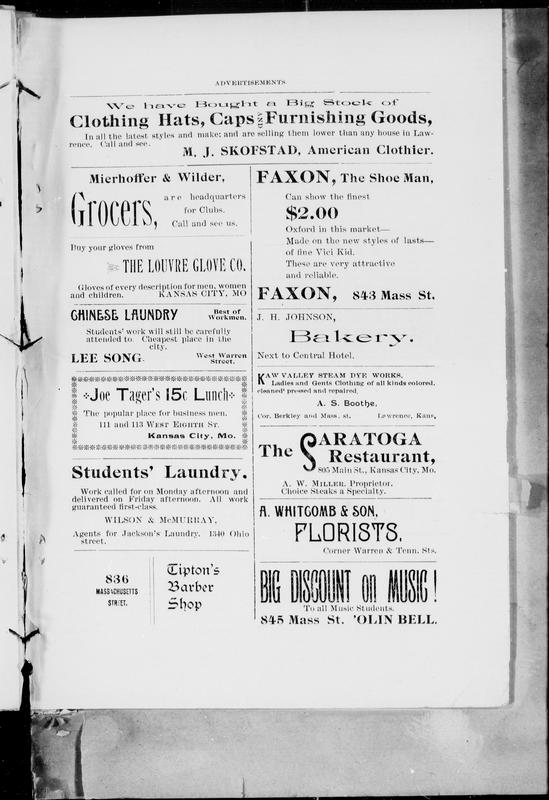 ADVERTISEMENTS
We have Bought a Big Stock of
Clothing Hats, Caps AND Furnishing Goods,
In all the latest styles and make; and are selling them lower than any house in Law-
rence. Call and see.
M. J. SKOFSTAD, American Clothier.
Mierhoffer & Wilder,
Grocers,
are headquarters
for Clubs.
Call and see us.
Buy your gloves from
THE LOUVRE GLOVE CO.
Gloves of every description for men, women
and children. KANSAS CITY, MO
CHINESE LAUNDRY Best of
Workmen.
Students' work will still be carefully
attended to. Cheapest place in the
city.
LEE SONG. West Warren
Street.
Joe Tager's 15c Lunch
The popular place for business men.
111 and 113 WEST EIGHTH ST.
Kansas City, Mo.
Students' Laundry.
Work called for on Monday afternoon and
delivered on Friday afternoon. All work
guaranteed first-class.
WILSON & McMURRAY,
Agents for Jackson's Laundry. 1340 Ohio
street.
836
MASSACHUSETTS
STREET.
Tipton's
Barber
Shop
FAXON, The Shoe Man,
Can show the finest
$2.00
Oxford in this market—
Made on the new styles of lasts—
of fine Vici Kid.
These are very attractive
and reliable.
FAXON, 843 Mass St.
J. H. JOHNSON,
Bakery.
Next to Central Hotel.
KAW VALLEY STEAM DYE WORKS.
Ladies and Gents Clothing of all kinds colored,
cleaned pressed and repaired.
A. S. Boothe,
Cor. Berkley and Mass. st. Lawrence, Kans,
The SARATOGA
Restaurant,
805 Main St., Kansas City, Mo.
A. W. MILLER, Proprietor.
Choice Steaks a Specialty.
A. WHITCOMB & SON,
FLORISTS,
Corner Warren & Tenn. Sts.
BIG DISCOUNT on MUSIC!
To all Music Students.
845 Mass St. 'OLIN BELL.